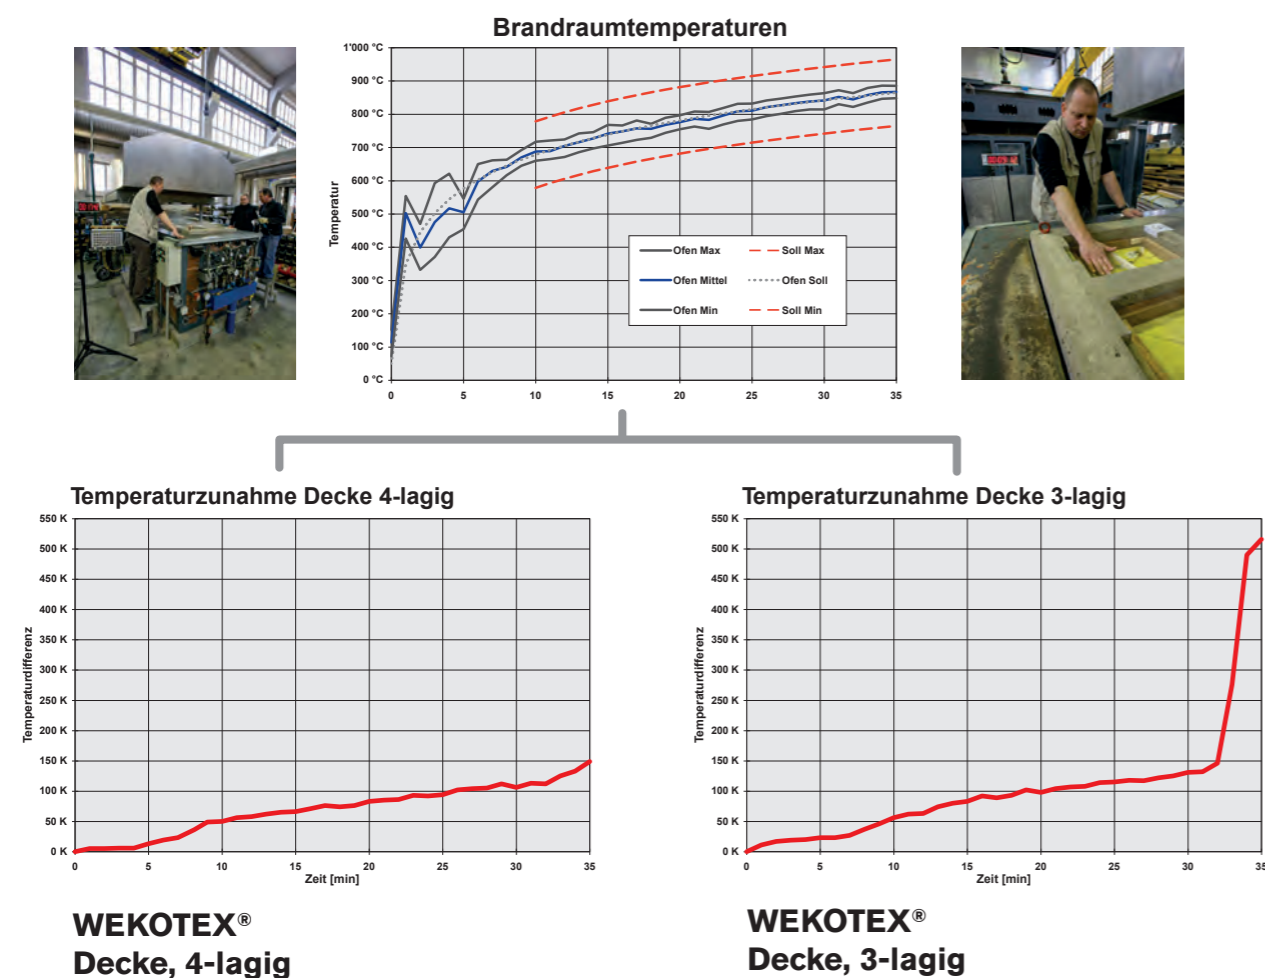 Brandraumtemperaturen
Temperatur
1'000 °C
900 °C
800 °C
700 °C
600 °C
500 °C
400 °C
300 °C
200 °C
100 °C
0 °C
0 5 10 15 20 25 30 35
Ofen Max Soll Max
Ofen Mittel Ofen Soll
Ofen Min Soll Min
Temperaturzunahme Decke 4-lagig
Temperaturdifferenz
550 K
500 K
450 K
400 K
350 K
300 K
250 K
200 K
150 K
100 K
50 K
0 K
0 5 10 15 20 25 30 35
Zeit [min]
WEKOTEX®
Decke, 4-lagig
Temperaturzunahme Decke 3-lagig
Temperaturdifferenz
550 K
500 K
450 K
400 K
350 K
300 K
250 K
200 K
150 K
100 K
50 K
0 K
0 5 10 15 20 25 30 35
Zeit [min]
WEKOTEX®
Decke, 3-lagig